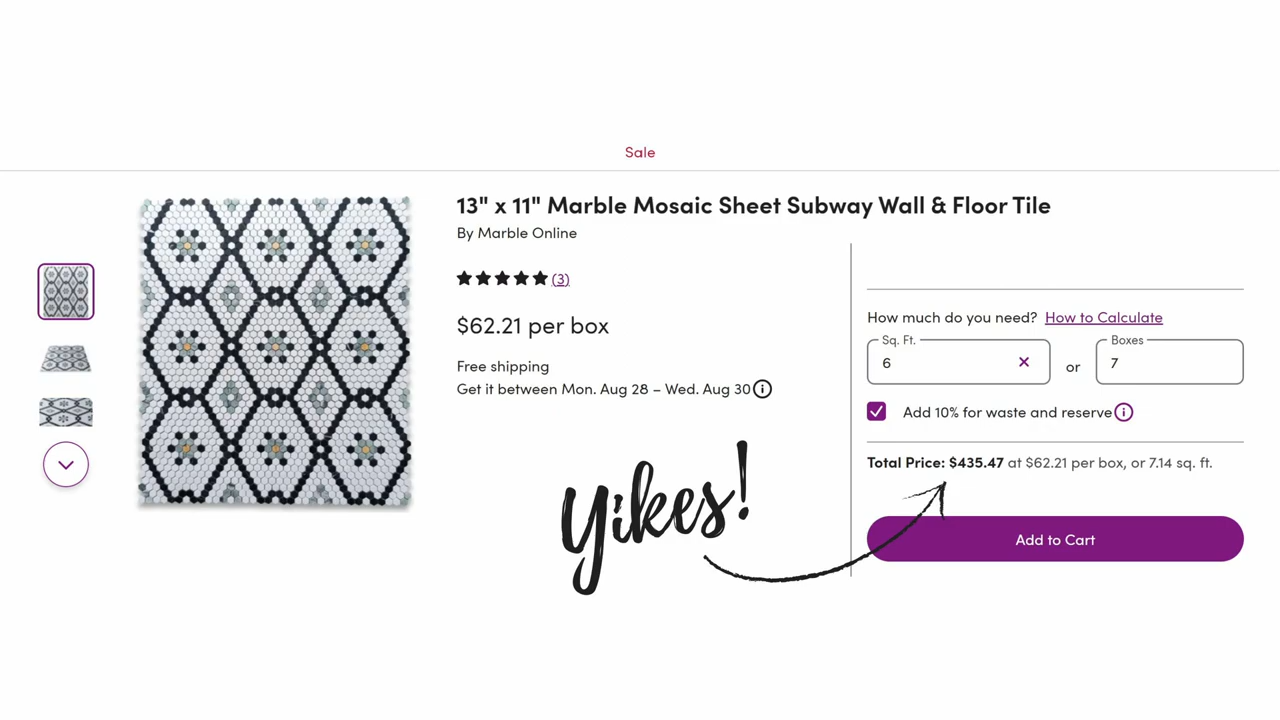 Sale
13" x 11" Marble Mosaic Sheet Subway Wall & Floor Tile
By Marble Online
(3)
$62.21 per box
Free shipping
Get it between Mon. Aug 28 – Wed. Aug 30
How much do you need? How to Calculate
Sq. Ft.
6
or
Boxes
7
Add 10% for waste and reserve
Total Price: $435.47 at $62.21 per box, or 7.14 sq. ft.
Yikes!
Add to Cart